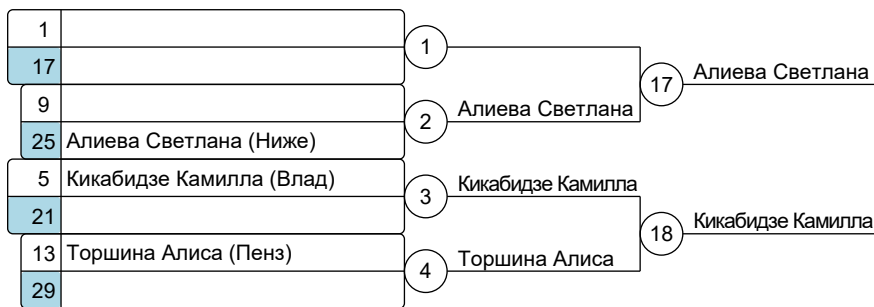 1
17
1
9
25 Алиева Светлана (Ниже)
2 Алиева Светлана
17 Алиева Светлана
5 Кикабидзе Камилла (Влад)
21
3 Кикабидзе Камилла
13 Торшина Алиса (Пенз)
29
4 Торшина Алиса
18 Кикабидзе Камилла